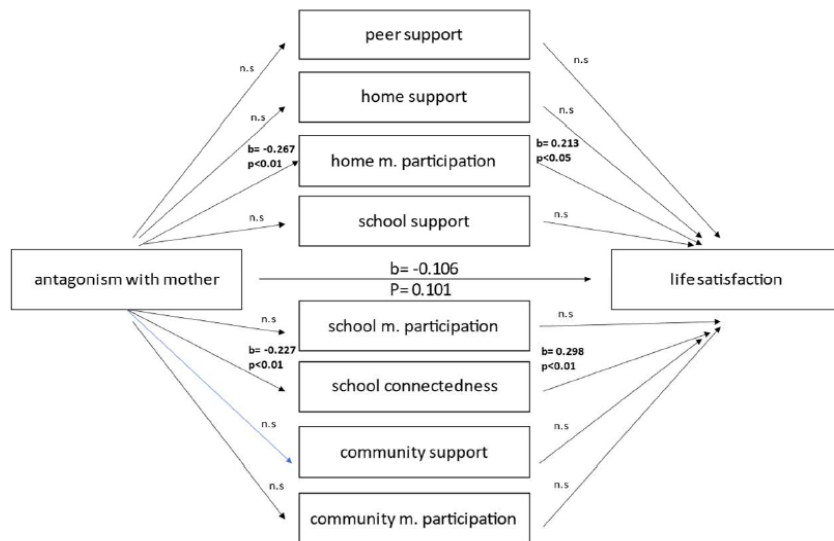 peer support
n.s
n.s
home support
n.s
n.s
b= -0.267
p<0.01
home m. participation
b= 0.213
p<0.05
n.s
school support
n.s
antagonism with mother
b= -0.106
P= 0.101
life satisfaction
n.s
school m. participation
n.s
b= -0.227
p<0.01
school connectedness
b= 0.298
p<0.01
n.s
community support
n.s
n.s
community m. participation
n.s